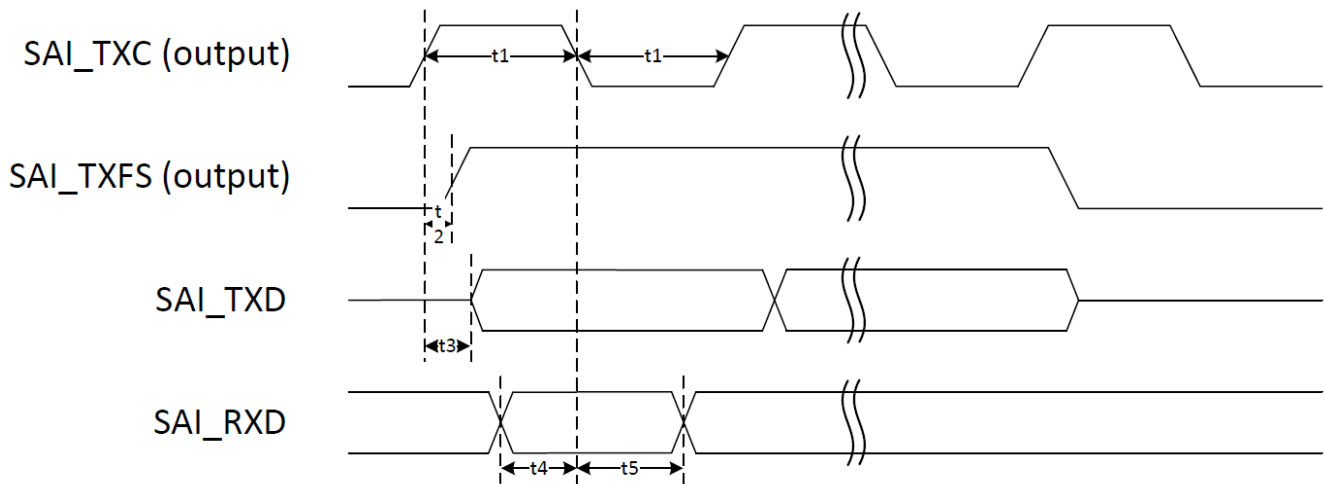 SAI_TXC (output)
t1
t1
SAI_TXFS (output)
t
2
SAI_TXD
t3
SAI_RXD
t4
t5